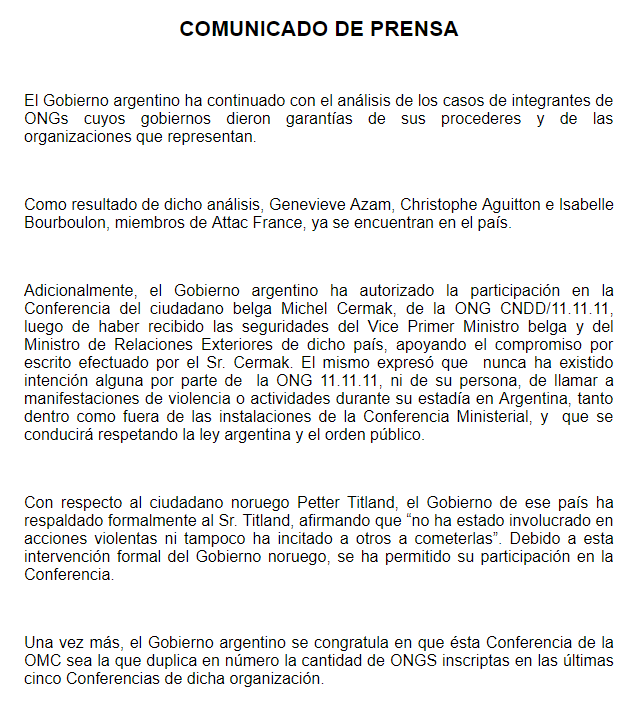 COMUNICADO DE PRENSA
El Gobierno argentino ha continuado con el análisis de los casos de integrantes de
ONGs cuyos gobiernos dieron garantías de sus procederes y de las
organizaciones que representan.
Como resultado de dicho análisis, Genevieve Azam, Christophe Aguitton e Isabelle
Bourboulon, miembros de Attac France, ya se encuentran en el país.
Adicionalmente, el Gobierno argentino ha autorizado la participación en la
Conferencia del ciudadano belga Michel Cermak, de la ONG CNDD/11.11.11,
luego de haber recibido las seguridades del Vice Primer Ministro belga y del
Ministro de Relaciones Exteriores de dicho país, apoyando el compromiso por
escrito efectuado por el Sr. Cermak. El mismo expresó que nunca ha existido
intención alguna por parte de la ONG 11.11.11, ni de su persona, de llamar a
manifestaciones de violencia o actividades durante su estadía en Argentina, tanto
dentro como fuera de las instalaciones de la Conferencia Ministerial, y que se
conducirá respetando la ley argentina y el orden público.
Con respecto al ciudadano noruego Petter Titland, el Gobierno de ese país ha
respaldado formalmente al Sr. Titland, afirmando que “no ha estado involucrado en
acciones violentas ni tampoco ha incitado a otros a cometerlas”. Debido a esta
intervención formal del Gobierno noruego, se ha permitido su participación en la
Conferencia.
Una vez más, el Gobierno argentino se congratula en que ésta Conferencia de la
OMC sea la que duplica en número la cantidad de ONGS inscriptas en las últimas
cinco Conferencias de dicha organización.